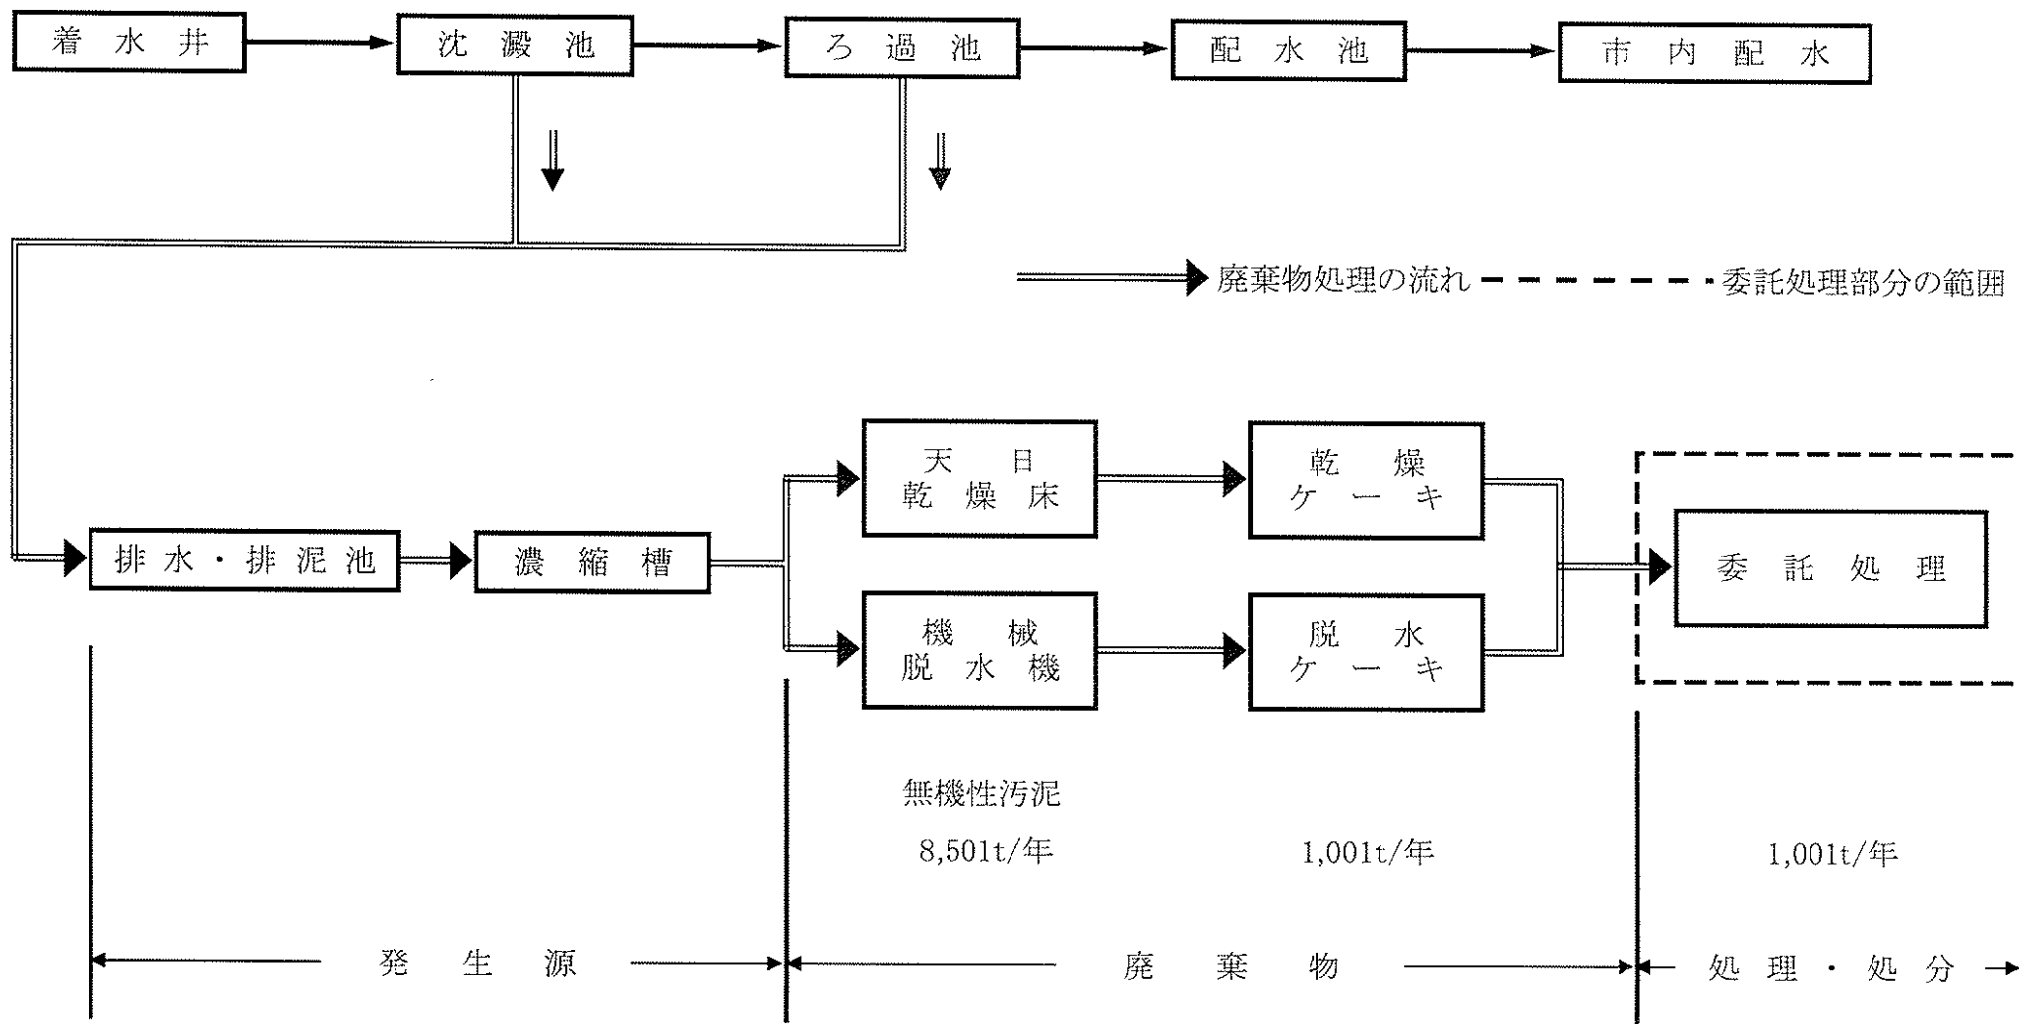 着水井
沈澱池
ろ過池
配水池
市内配水
廃棄物処理の流れ
委託処理部分の範囲
天日
乾燥床
乾燥
ケーキ
排水・排泥池
濃縮槽
委託処理
機械
脱水機
脱水
ケーキ
無機性汚泥
8,501t/年
1,001t/年
1,001t/年
発生源
廃棄物
処理・処分